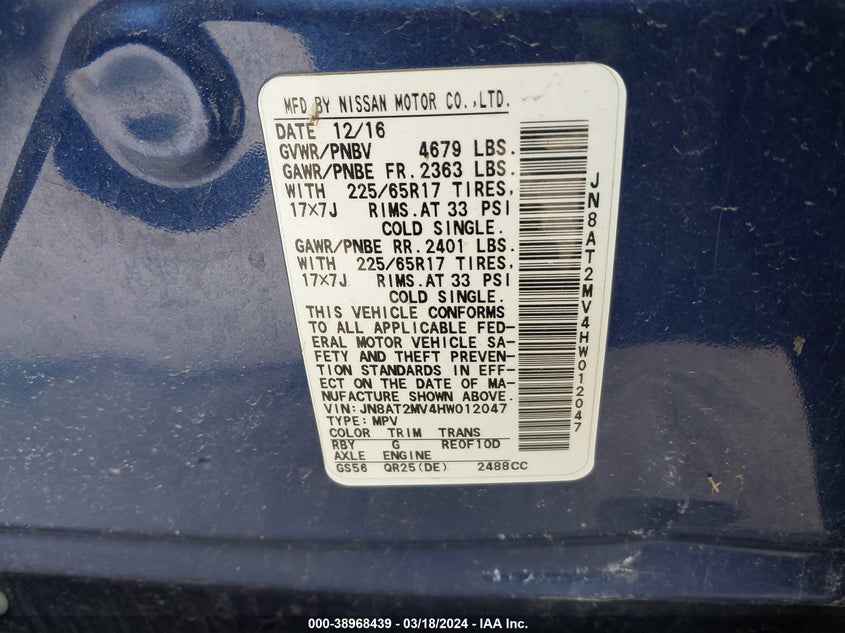 MFD BY NISSAN MOTOR CO.,LTD.
DATE 12/16
GVWR/PNBV 4679 LBS.
GAWR/PNBE FR. 2363 LBS.
WITH 225/65R17 TIRES,
17×7J RIMS. AT 33 PSI
COLD SINGLE.
GAWR/PNBE RR. 2401 LBS.
WITH 225/65R17 TIRES,
17×7J RIMS. AT 33 PSI
COLD SINGLE.
THIS VEHICLE CONFORMS
TO ALL APPLICABLE FED-
ERAL MOTOR VEHICLE SA-
FETY AND THEFT PREVEN-
TION STANDARDS IN EFF-
ECT ON THE DATE OF MA-
NUFACTURE SHOWN ABOVE.
VIN: JN8AT2MV4HW012047
TYPE: MPV
COLOR TRIM TRANS
RBY G RE0F10D
AXLE ENGINE
GS56 QR25(DE) 2488CC
JN8AT2MV4HW012047
000-38968439 - 03/18/2024 - IAA Inc.